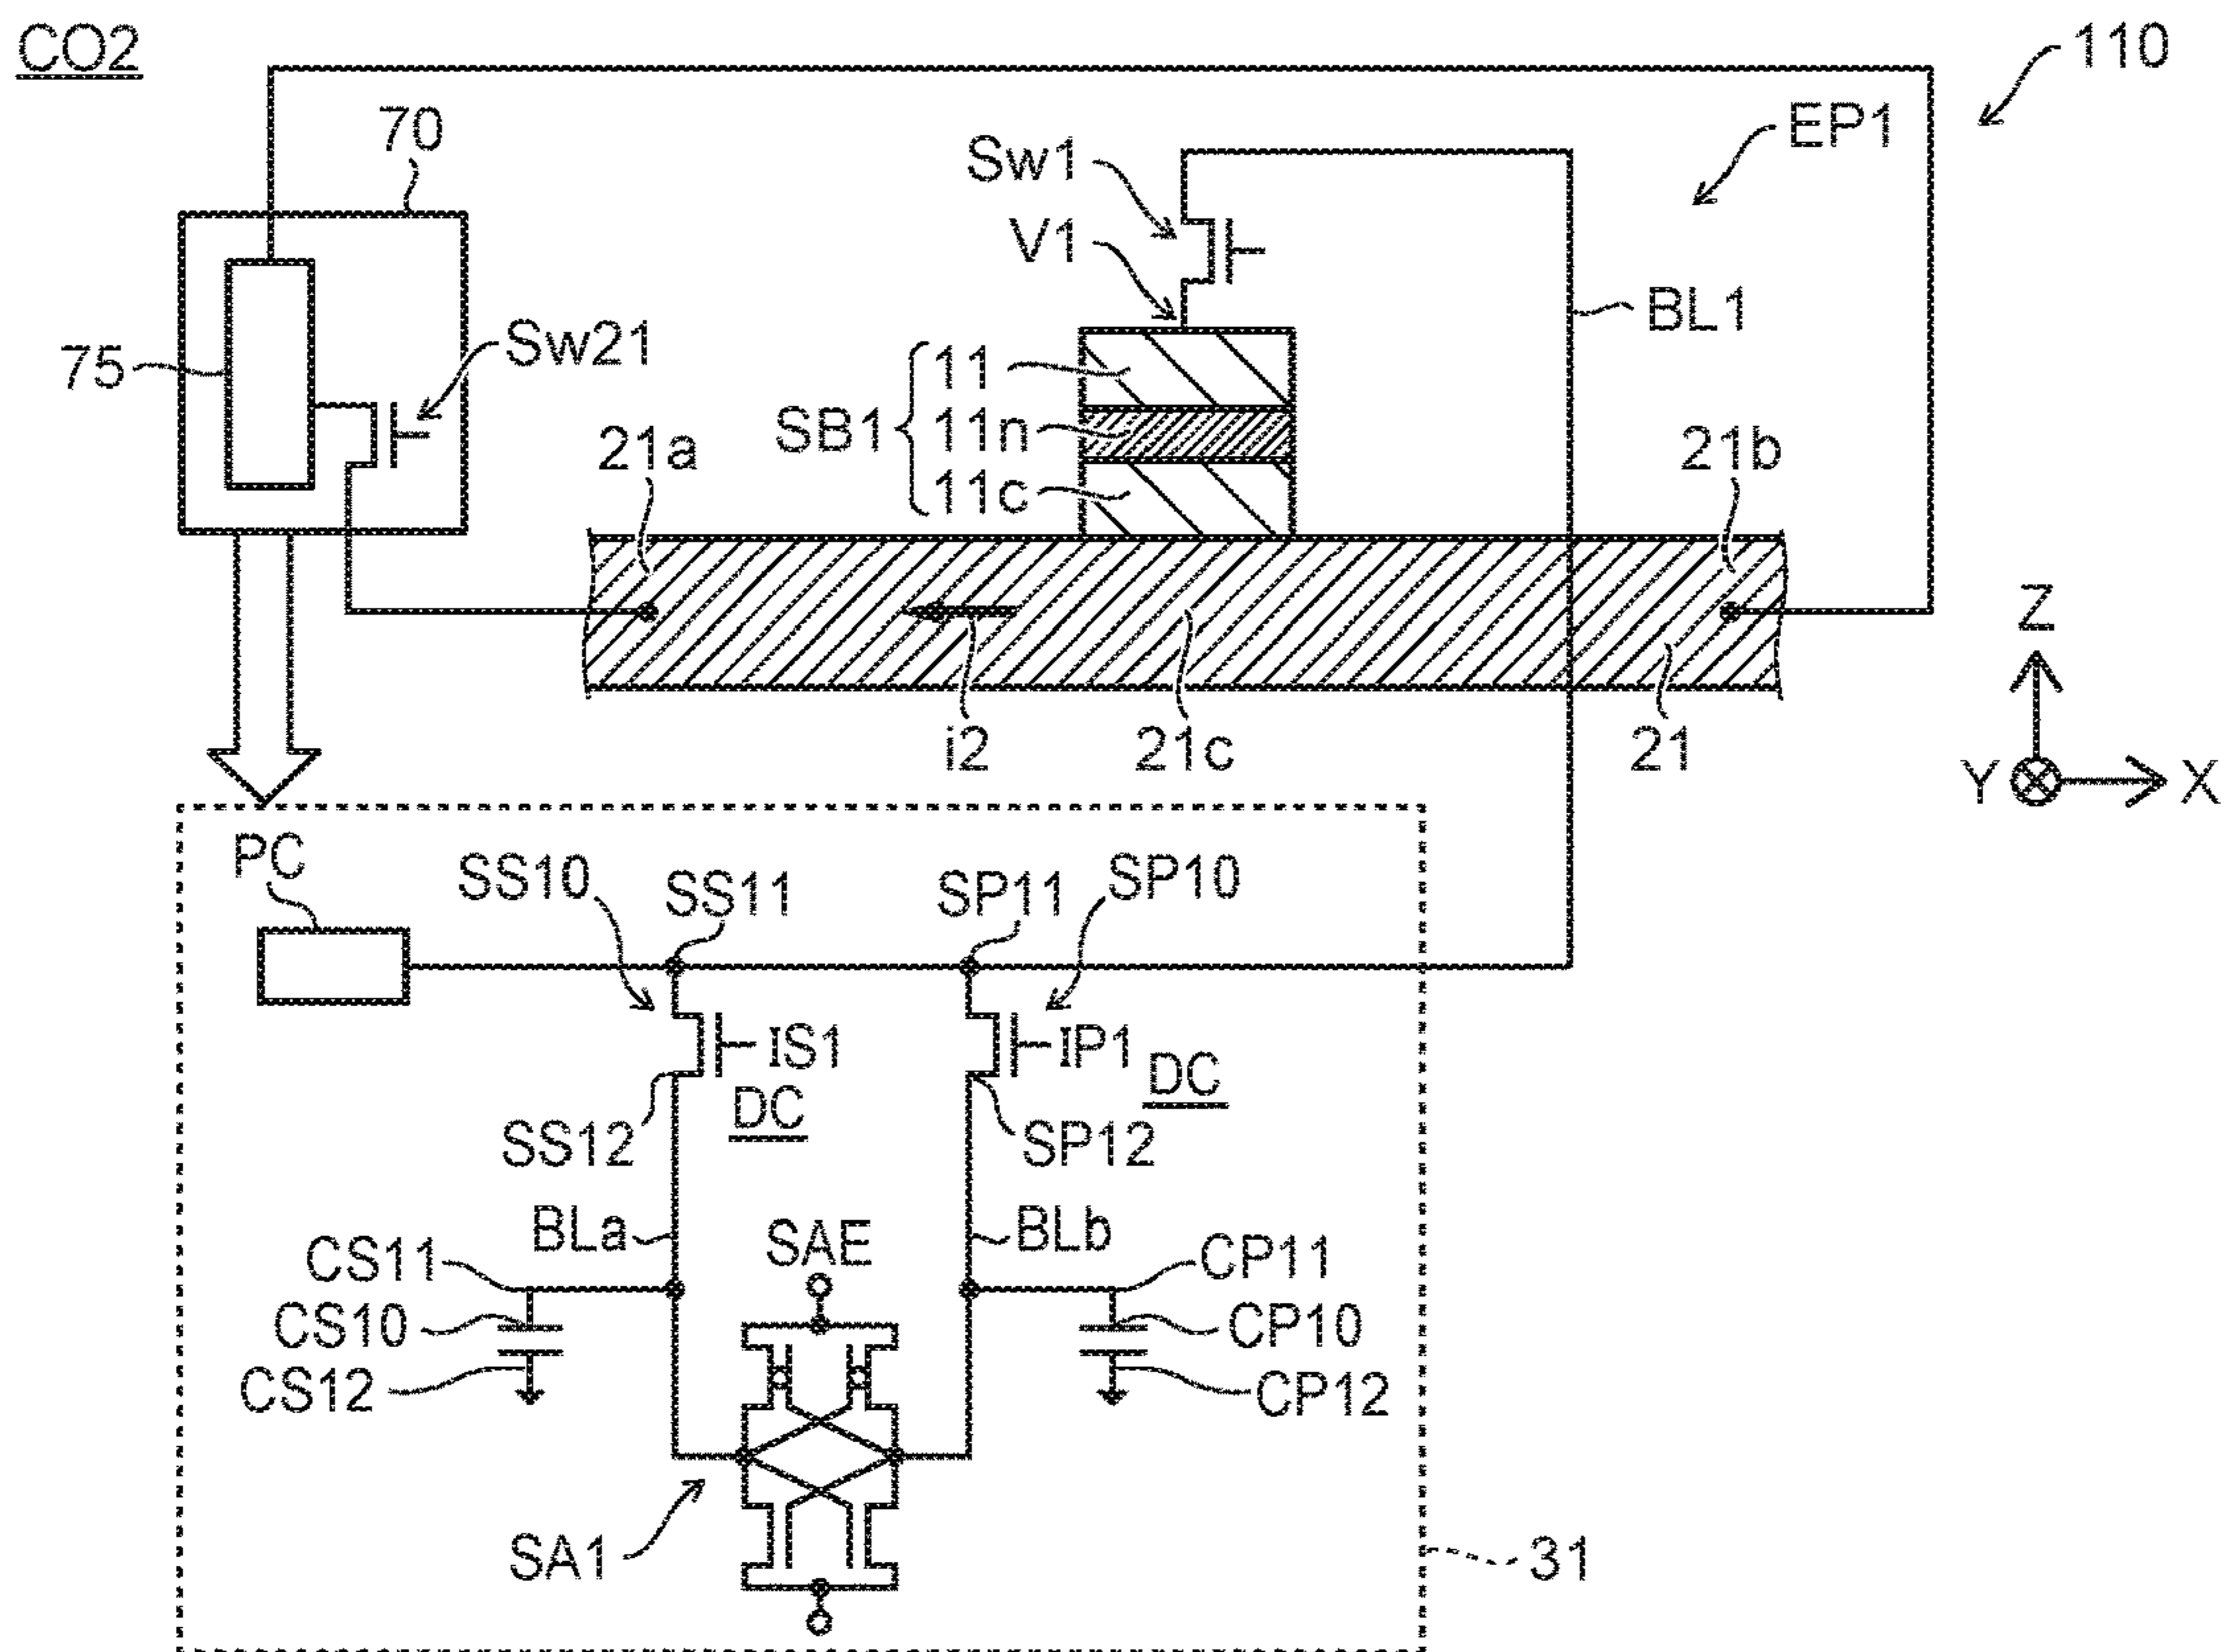 CO2
110
70
EP1
Sw1
V1
BL1
75
Sw21
SB1
11
11n
11c
21a
21b
i2
21c
21
Z
Y
X
PC
SS10
SS11
SP11
SP10
IS1
IP1
DC
DC
SS12
SP12
BLa
SAE
BLb
CS11
CP11
CS10
CP10
CS12
CP12
SA1
31